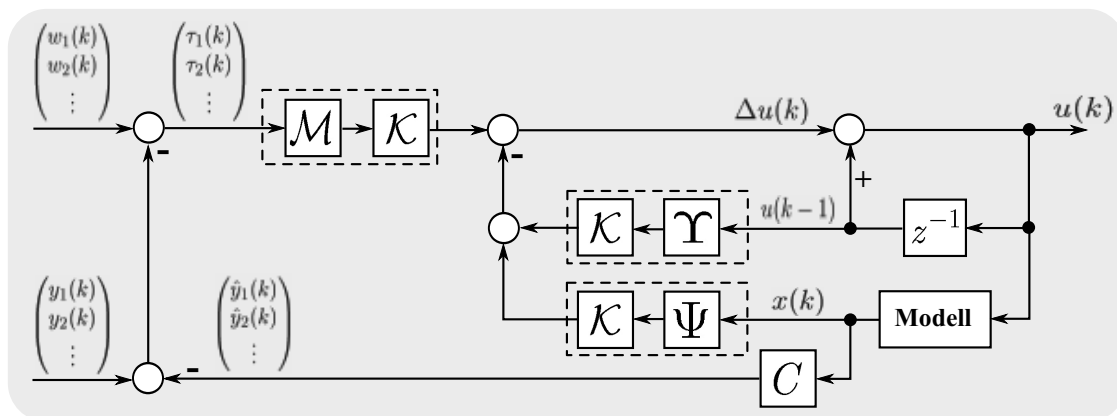 w₁(k)
w₂(k)
⋮
τ₁(k)
τ₂(k)
⋮
-
M
K
-
Δu(k)
u(k)
+
K
Υ
u(k−1)
z⁻¹
K
Ψ
x(k)
Modell
y₁(k)
y₂(k)
⋮
ŷ₁(k)
ŷ₂(k)
⋮
-
C